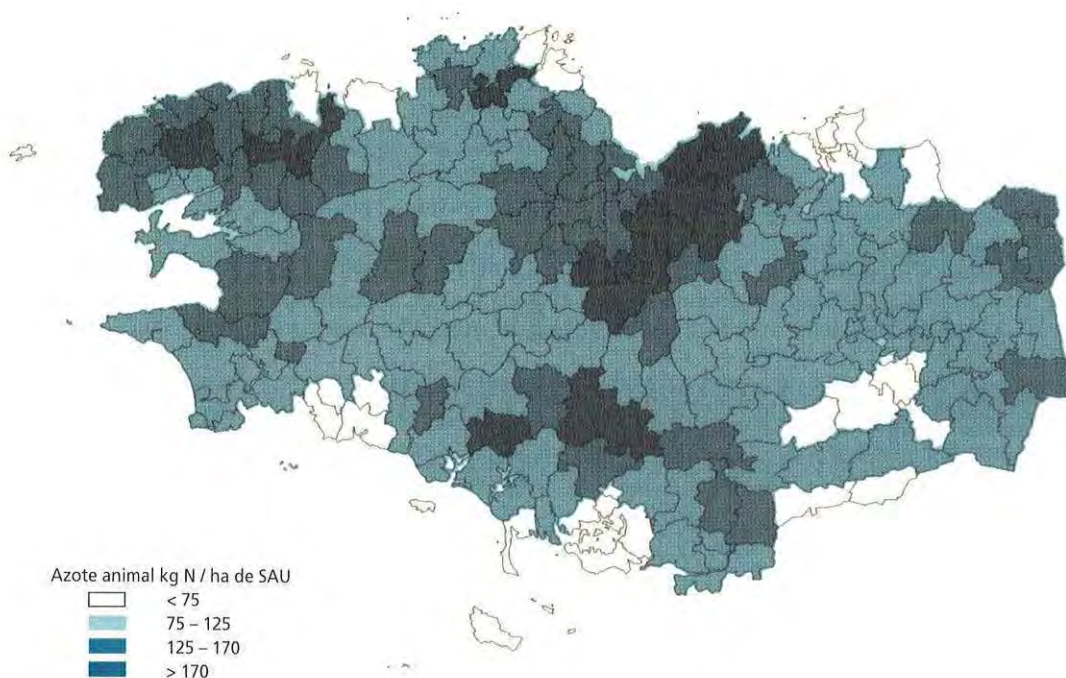 Azote animal kg N / ha de SAU
< 75
75 – 125
125 – 170
> 170